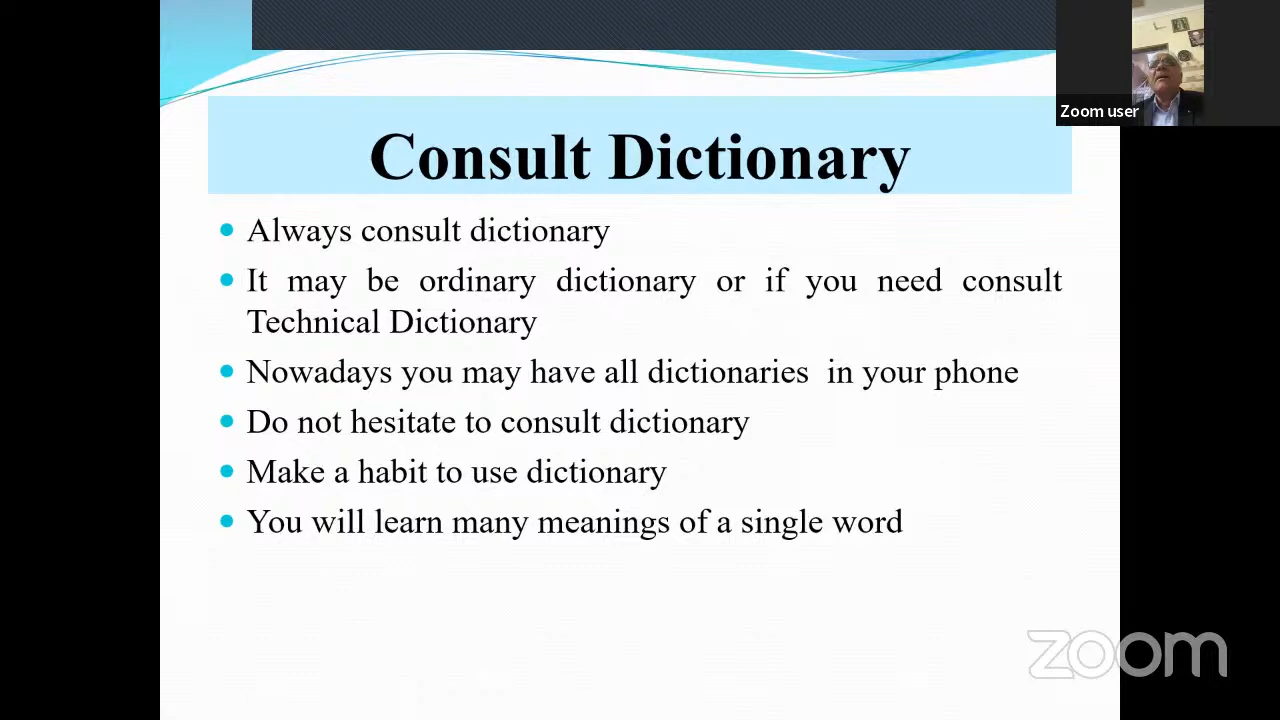 Zoom user
Consult Dictionary
Always consult dictionary
It may be ordinary dictionary or if you need consult
Technical Dictionary
Nowadays you may have all dictionaries in your phone
Do not hesitate to consult dictionary
Make a habit to use dictionary
You will learn many meanings of a single word
zoom